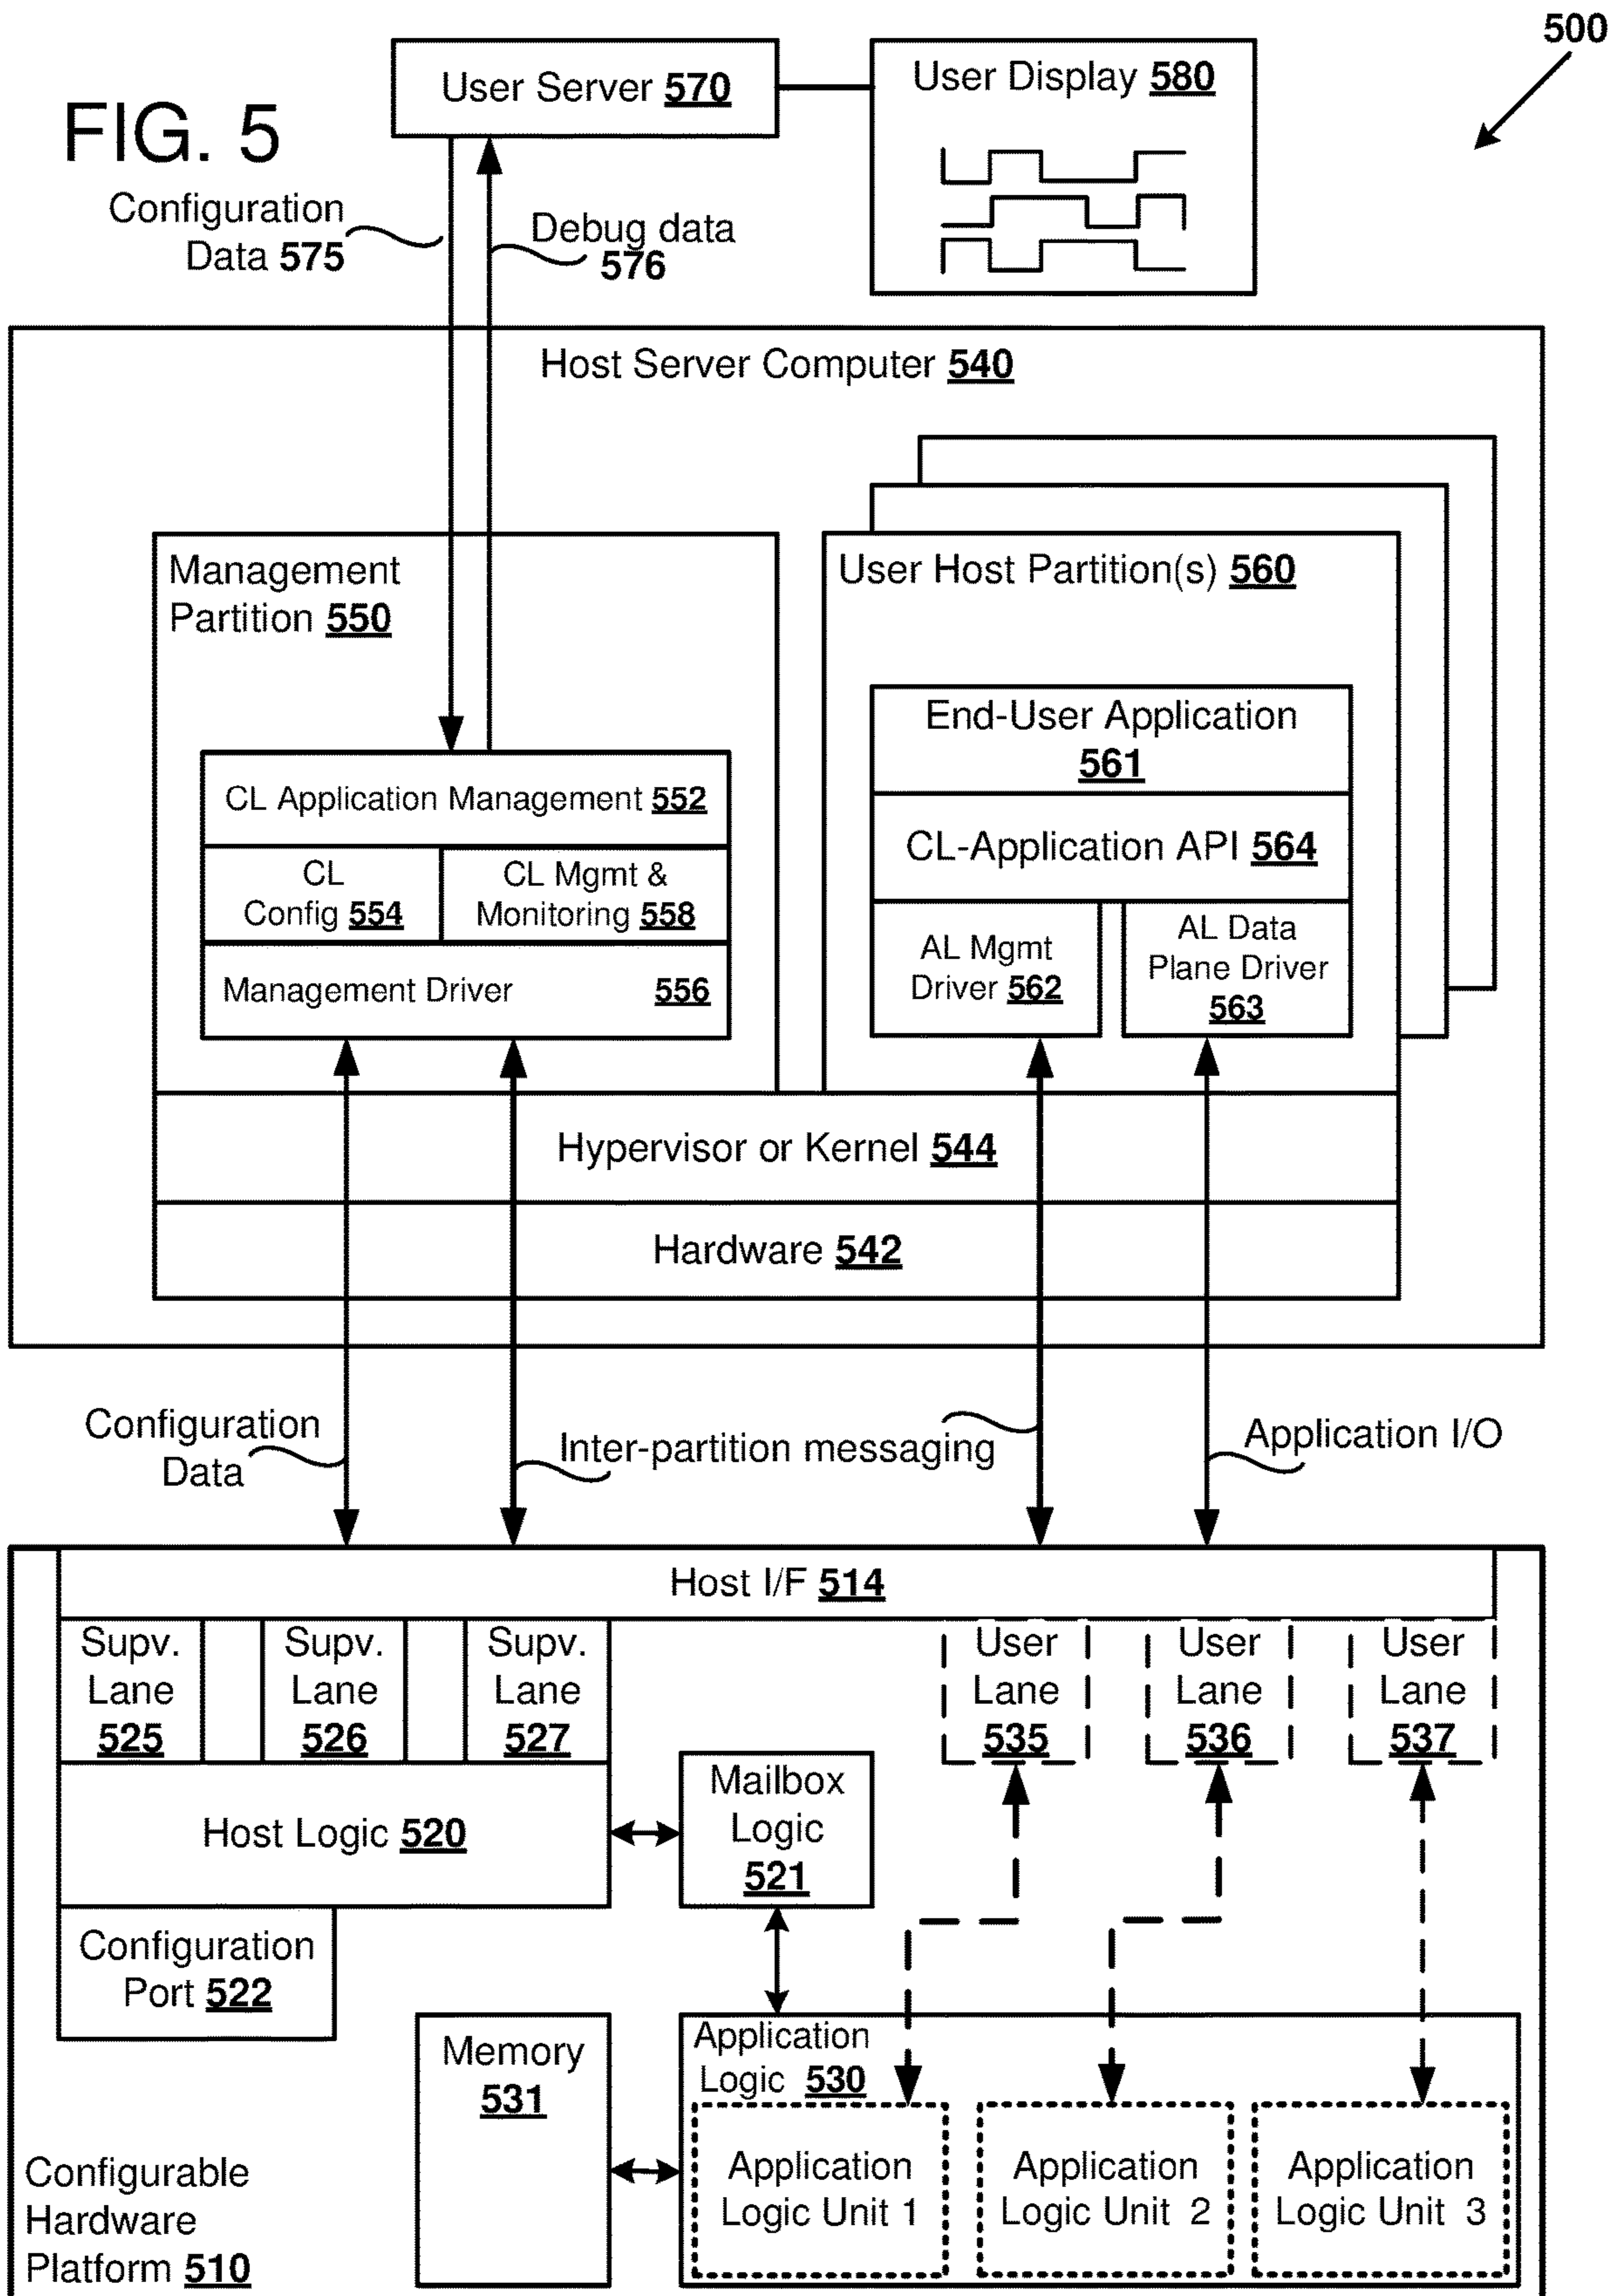 500
FIG. 5
User Server 570
User Display 580
Configuration
Data 575
Debug data
576
Host Server Computer 540
Management
Partition 550
User Host Partition(s) 560
End-User Application
561
CL Application Management 552
CL-Application API 564
CL
Config 554
CL Mgmt &
Monitoring 558
AL Mgmt
Driver 562
AL Data
Plane Driver
563
Management Driver 556
Hypervisor or Kernel 544
Hardware 542
Configuration
Data
Inter-partition messaging
Application I/O
Host I/F 514
Supv.
Lane
525
Supv.
Lane
526
Supv.
Lane
527
User
Lane
535
User
Lane
536
User
Lane
537
Host Logic 520
Mailbox
Logic
521
Configuration
Port 522
Memory
531
Application
Logic 530
Application
Logic Unit 1
Application
Logic Unit 2
Application
Logic Unit 3
Configurable
Hardware
Platform 510